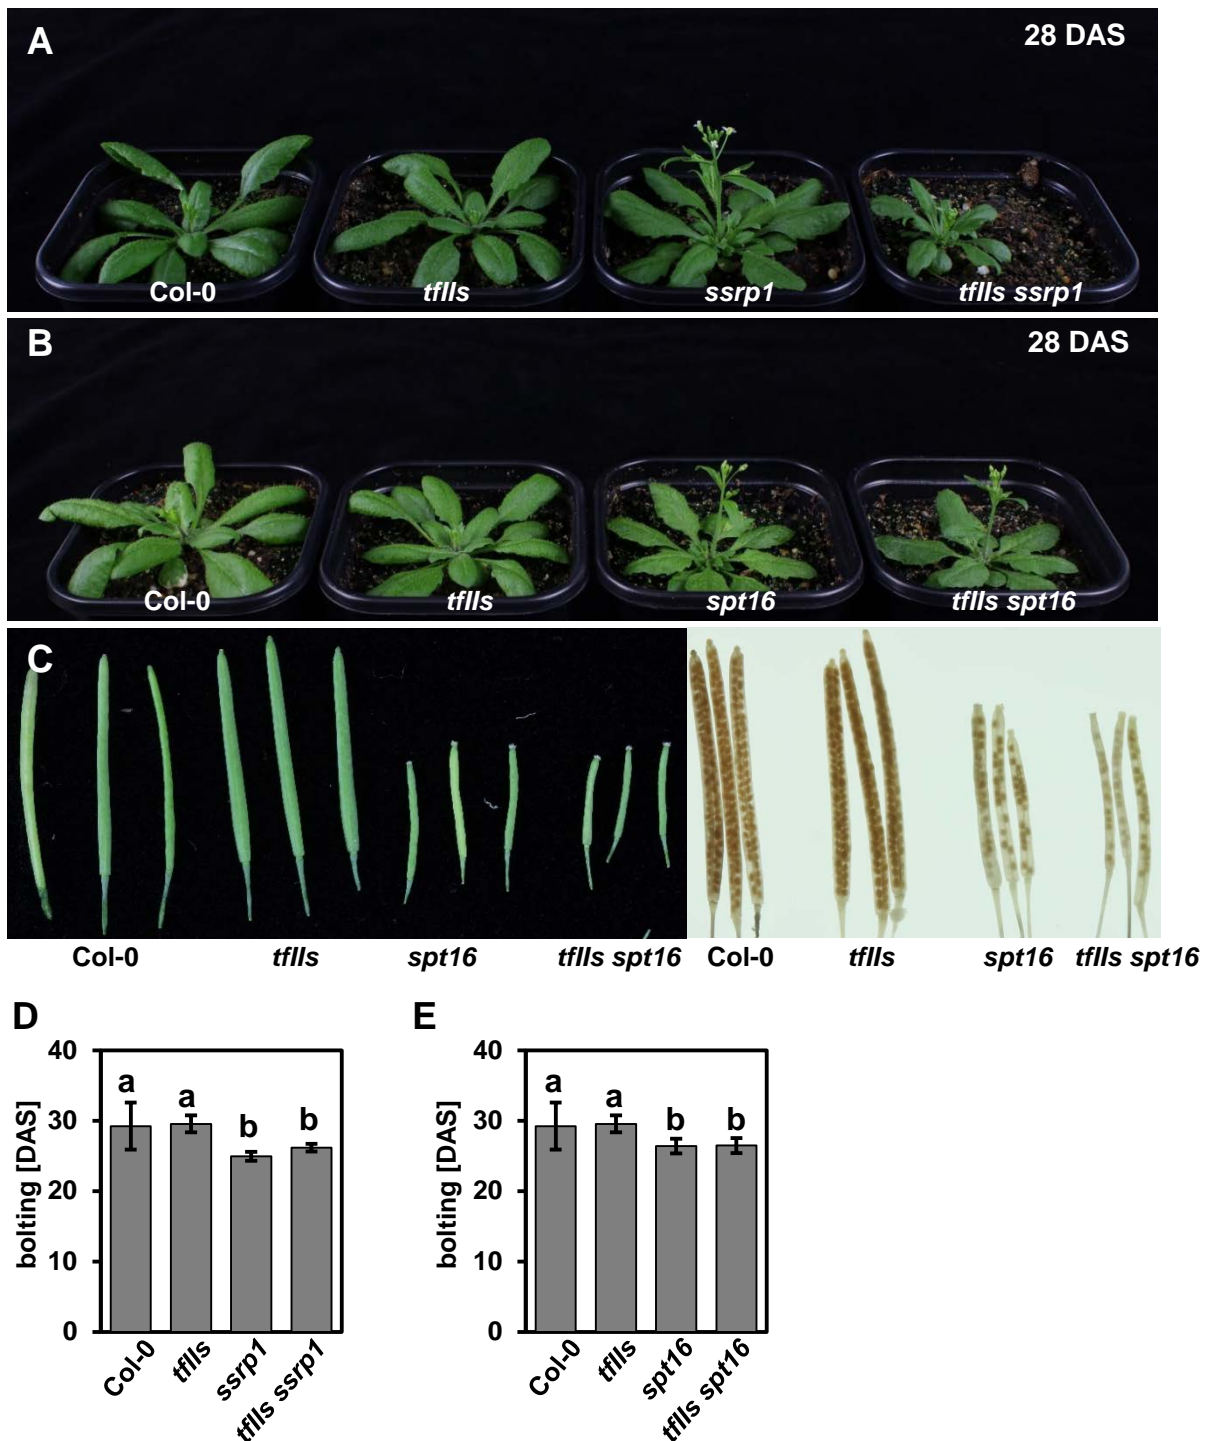 A
28 DAS
Col-0 tfIIs ssrp1 tfIIs ssrp1
B
28 DAS
Col-0 tfIIs spt16 tfIIs spt16
C
Col-0 tfIIs spt16 tfIIs spt16 Col-0 tfIIs spt16 tfIIs spt16
D
bolting [DAS]
40
30
20
10
0
a a b b
Col-0
tfIIs
ssrp1
tfIIs ssrp1
E
bolting [DAS]
40
30
20
10
0
a a b b
Col-0
tfIIs
spt16
tfIIs spt16